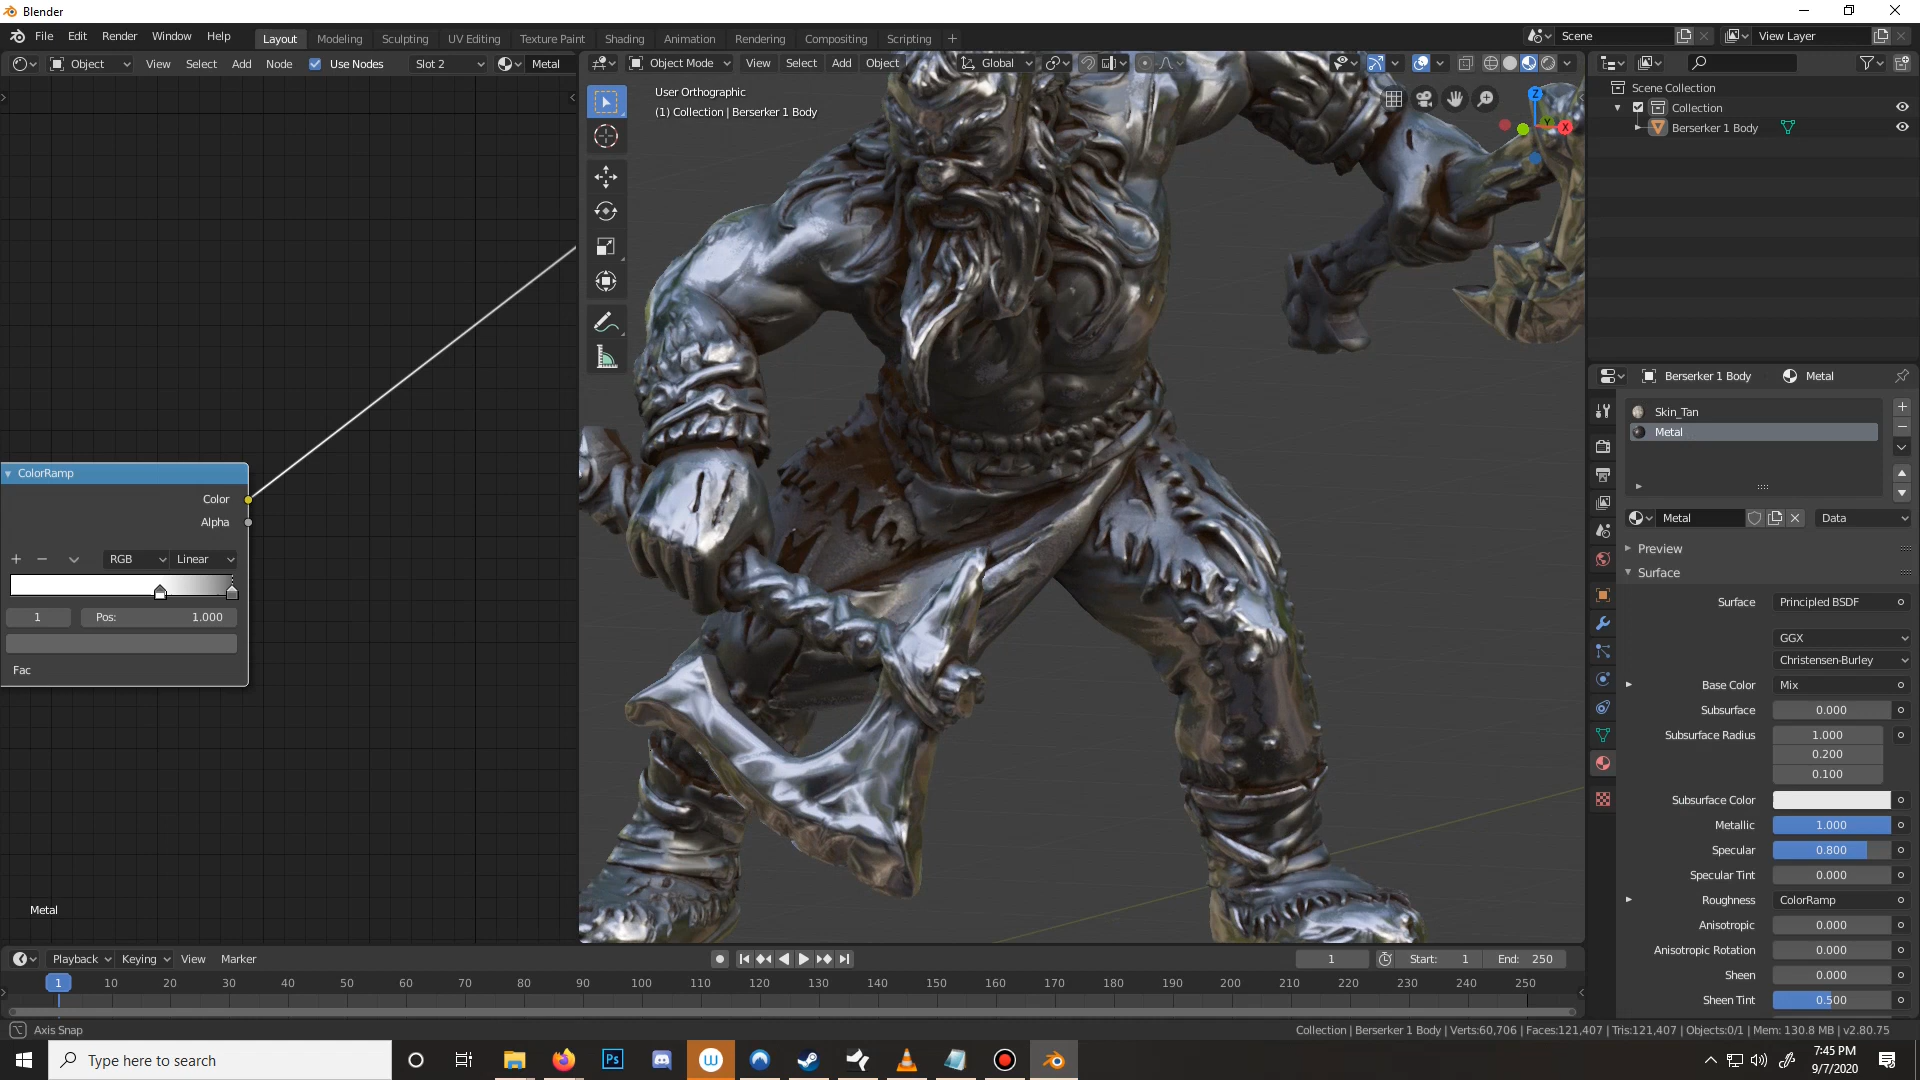 Blender
File Edit Render Window Help Layout Modeling Sculpting UV Editing Texture Paint Shading Animation Rendering Compositing Scripting + Scene View Layer
Object View Select Add Node Use Nodes Slot 2 Metal
Object Mode View Select Add Object Global
User Orthographic
(1) Collection | Berserker 1 Body
Z
Y
X
Scene Collection
Collection
Berserker 1 Body
ColorRamp
Color
Alpha
RGB Linear
1 Pos: 1.000
Fac
Metal
Berserker 1 Body Metal
Skin_Tan
Metal
Metal Data
Preview
Surface
Surface Principled BSDF
GGX
Christensen-Burley
Base Color Mix
Subsurface 0.000
Subsurface Radius 1.000
0.200
0.100
Subsurface Color
Metallic 1.000
Specular 0.800
Specular Tint 0.000
Roughness ColorRamp
Anisotropic 0.000
Anisotropic Rotation 0.000
Sheen 0.000
Sheen Tint 0.500
Playback Keying View Marker 1 Start: 1 End: 250
1 10 20 30 40 50 60 70 80 90 100 110 120 130 140 150 160 170 180 190 200 210 220 230 240 250
Axis Snap
Collection | Berserker 1 Body | Verts:60,706 | Faces:121,407 | Tris:121,407 | Objects:0/1 | Mem: 130.8 MB | v2.80.75
Type here to search
Ps
W
7:45 PM
9/7/2020